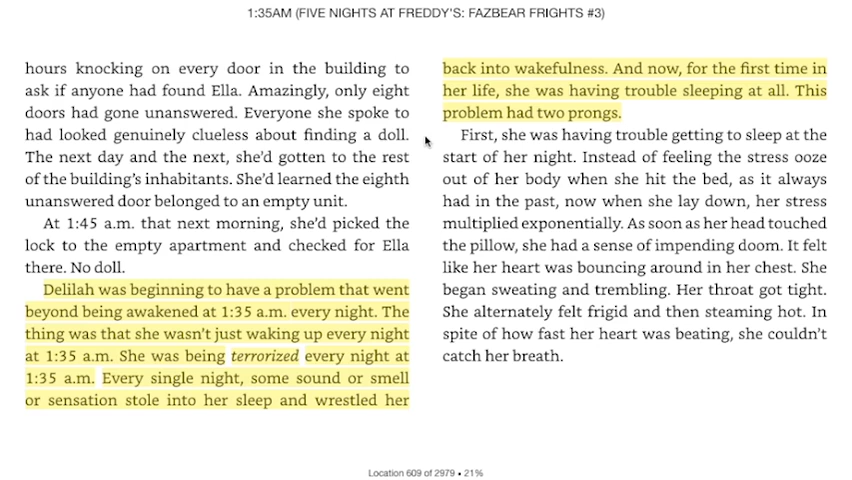 1:35AM (FIVE NIGHTS AT FREDDY'S: FAZBEAR FRIGHTS #3)
hours knocking on every door in the building to
ask if anyone had found Ella. Amazingly, only eight
doors had gone unanswered. Everyone she spoke to
had looked genuinely clueless about finding a doll.
The next day and the next, she'd gotten to the rest
of the building's inhabitants. She'd learned the eighth
unanswered door belonged to an empty unit.
At 1:45 a.m. that next morning, she'd picked the
lock to the empty apartment and checked for Ella
there. No doll.
Delilah was beginning to have a problem that went
beyond being awakened at 1:35 a.m. every night. The
thing was that she wasn't just waking up every night
at 1:35 a.m. She was being terrorized every night at
1:35 a.m. Every single night, some sound or smell
or sensation stole into her sleep and wrestled her
back into wakefulness. And now, for the first time in
her life, she was having trouble sleeping at all. This
problem had two prongs.
First, she was having trouble getting to sleep at the
start of her night. Instead of feeling the stress ooze
out of her body when she hit the bed, as it always
had in the past, now when she lay down, her stress
multiplied exponentially. As soon as her head touched
the pillow, she had a sense of impending doom. It felt
like her heart was bouncing around in her chest. She
began sweating and trembling. Her throat got tight.
She alternately felt frigid and then steaming hot. In
spite of how fast her heart was beating, she couldn't
catch her breath.
Location 609 of 2979 • 21%